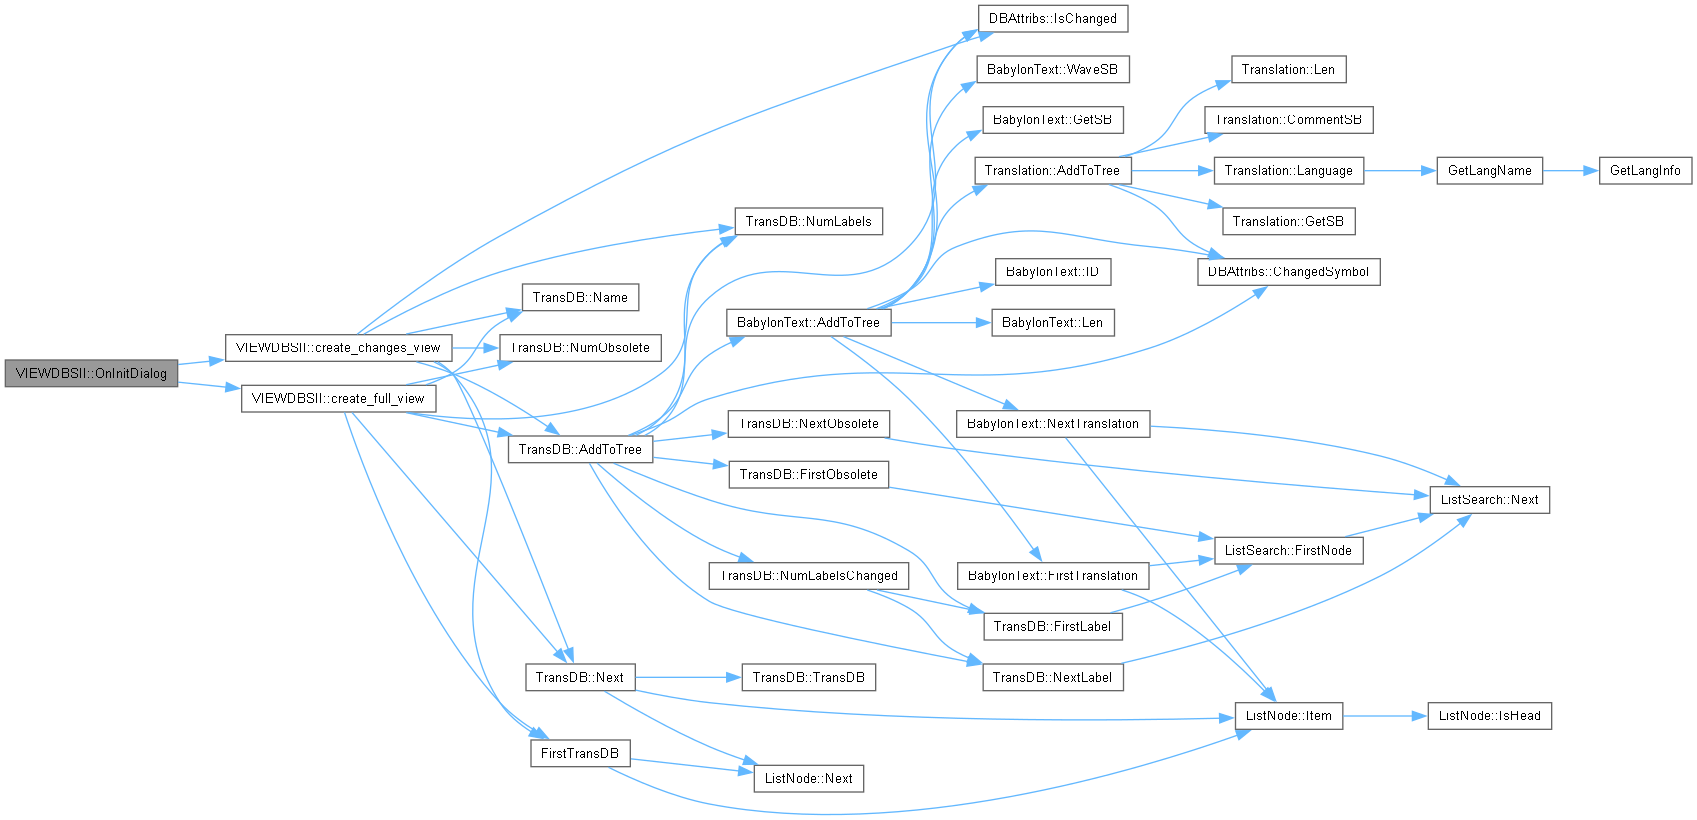 DBAttribs::IsChanged
BabylonText::WaveSB
Translation::Len
BabylonText::GetSB
Translation::CommentSB
Translation::AddToTree
Translation::Language
GetLangName
GetLangInfo
TransDB::NumLabels
Translation::GetSB
BabylonText::ID
DBAttribs::ChangedSymbol
TransDB::Name
BabylonText::AddToTree
BabylonText::Len
VIEWDBSII::create_changes_view
TransDB::NumObsolete
VIEWDBSII::OnInitDialog
VIEWDBSII::create_full_view
TransDB::NextObsolete
BabylonText::NextTranslation
TransDB::AddToTree
TransDB::FirstObsolete
ListSearch::Next
ListSearch::FirstNode
TransDB::NumLabelsChanged
BabylonText::FirstTranslation
TransDB::FirstLabel
TransDB::Next
TransDB::TransDB
TransDB::NextLabel
ListNode::Item
ListNode::IsHead
FirstTransDB
ListNode::Next